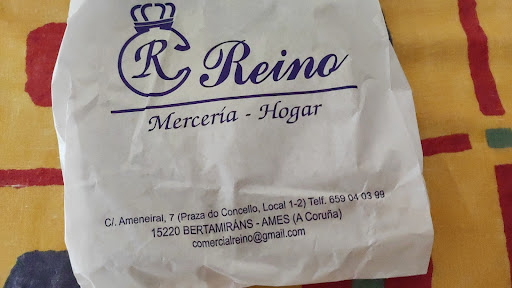 CR Reino
Mercería - Hogar
C/. Ameneiral, 7 (Praza do Concello, Local 1-2) Telf. 659 04 03 99
15220 BERTAMIRÁNS - AMES (A Coruña)
comercialreino@gmail.com